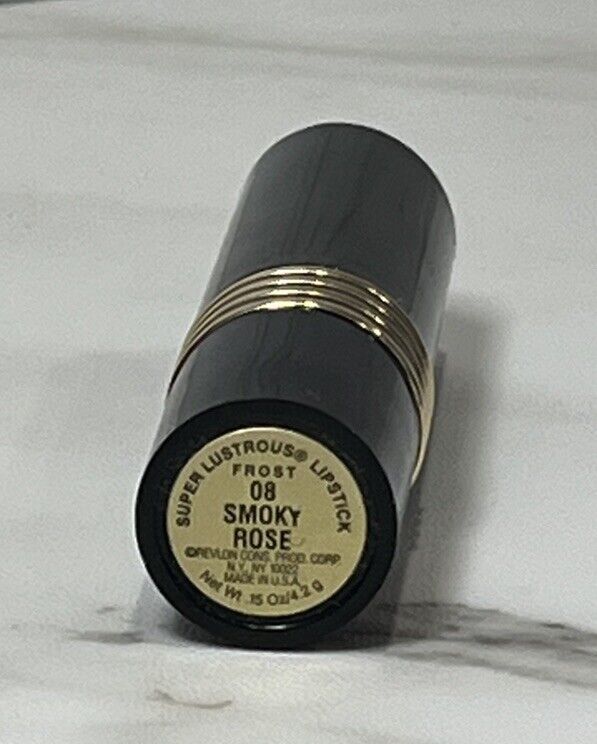 SUPER LUSTROUS® LIPSTICK
FROST
08
SMOKY
ROSE
©REVLON CONS. PROD. CORP.
N.Y., NY 10022
MADE IN U.S.A.
Net Wt. .15 Oz/4.2 g